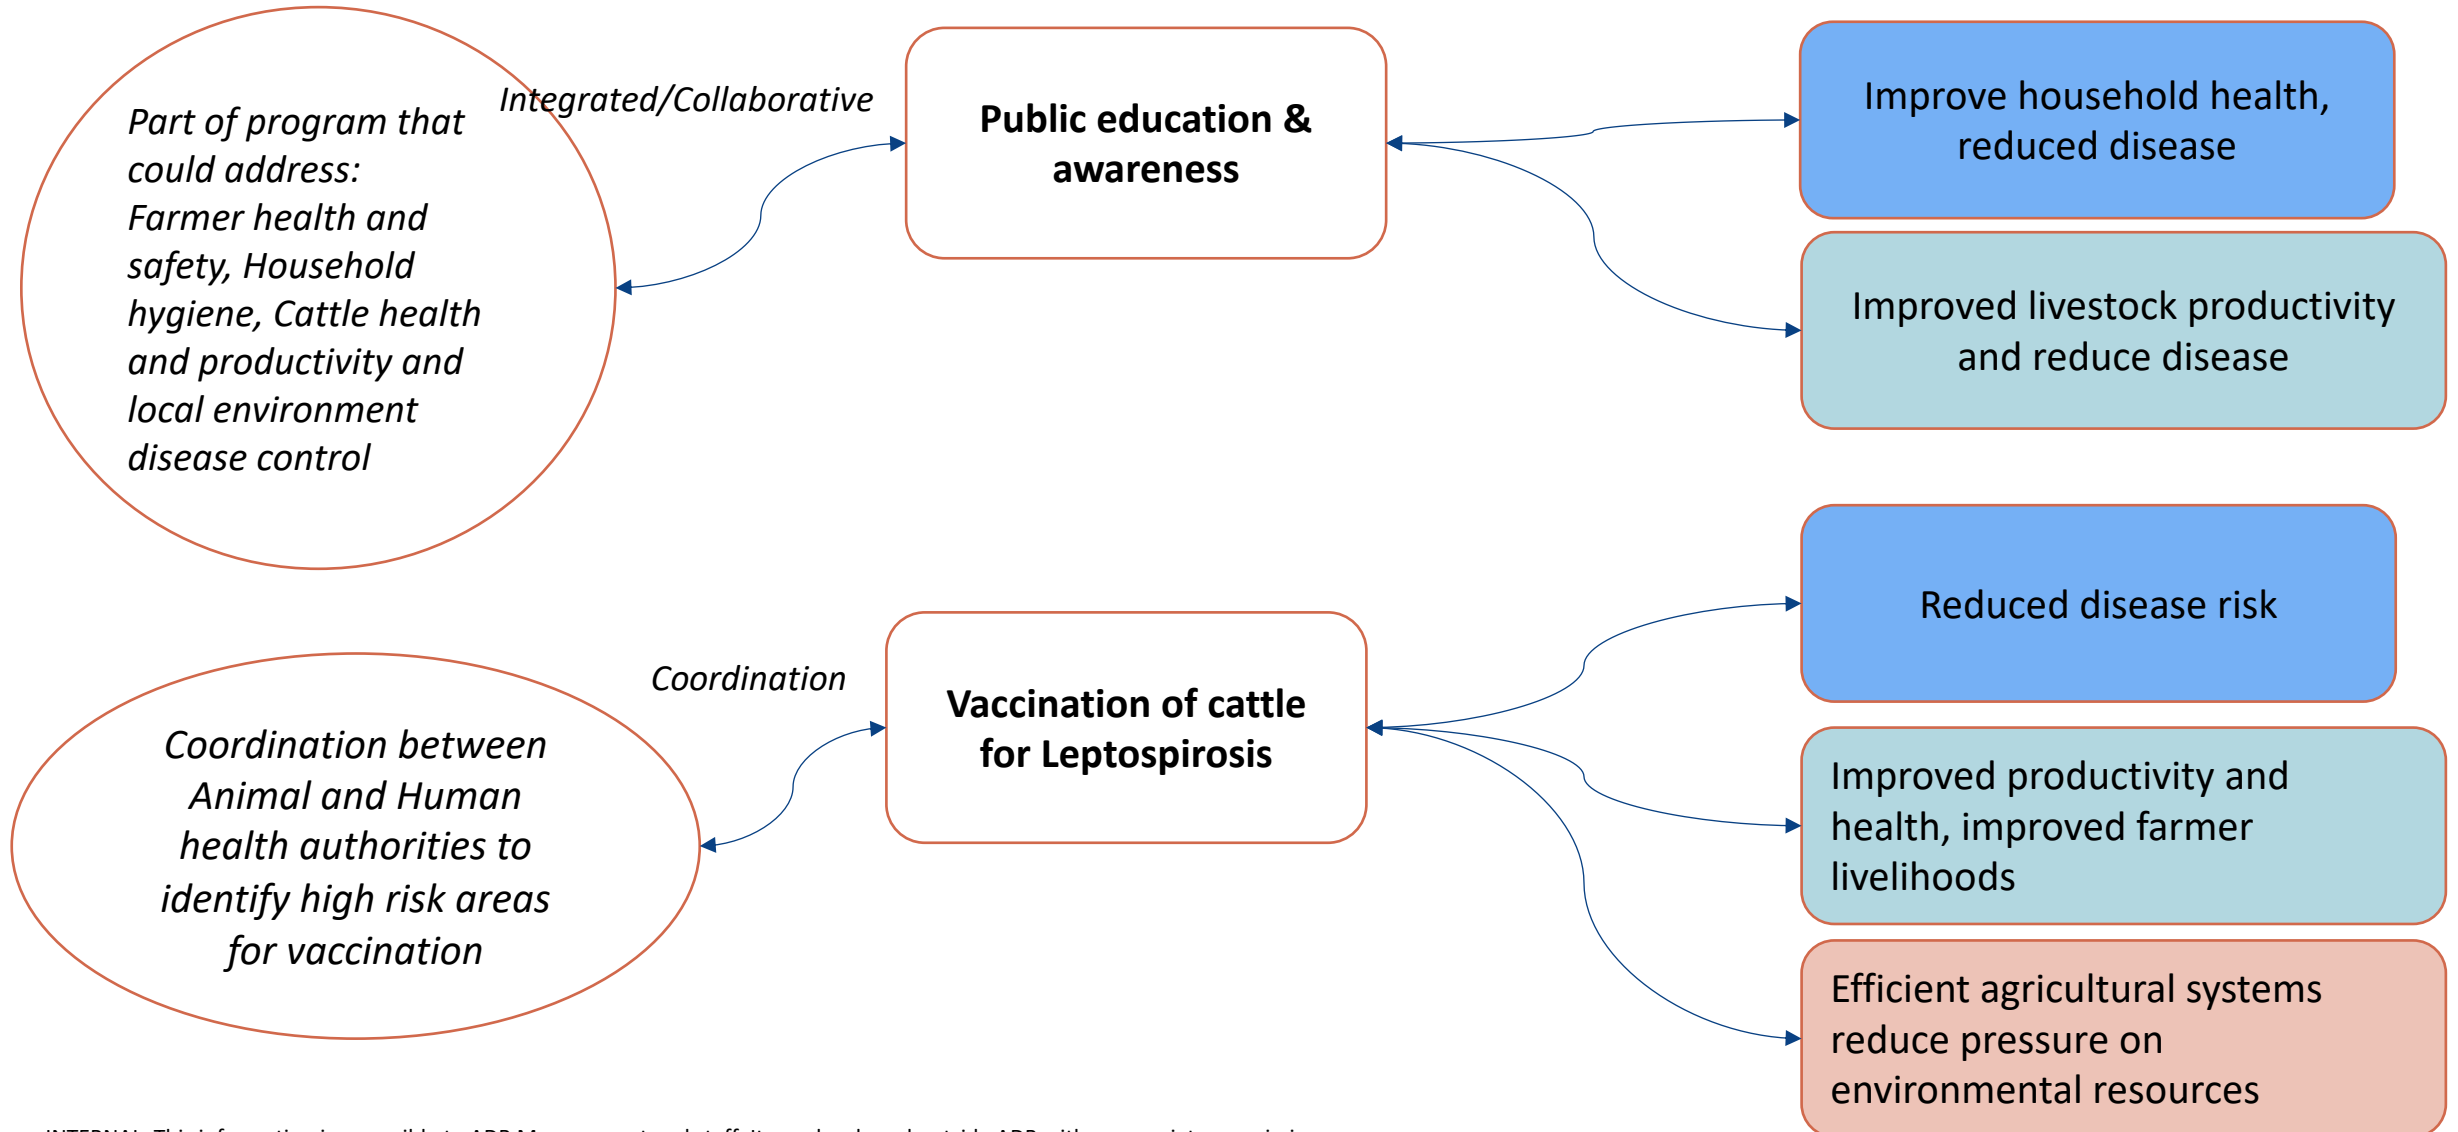 Part of program that
could address:
Farmer health and
safety, Household
hygiene, Cattle health
and productivity and
local environment
disease control
Integrated/Collaborative
Public education &
awareness
Improve household health,
reduced disease
Improved livestock productivity
and reduce disease
Coordination between
Animal and Human
health authorities to
identify high risk areas
for vaccination
Coordination
Vaccination of cattle
for Leptospirosis
Reduced disease risk
Improved productivity and
health, improved farmer
livelihoods
Efficient agricultural systems
reduce pressure on
environmental resources